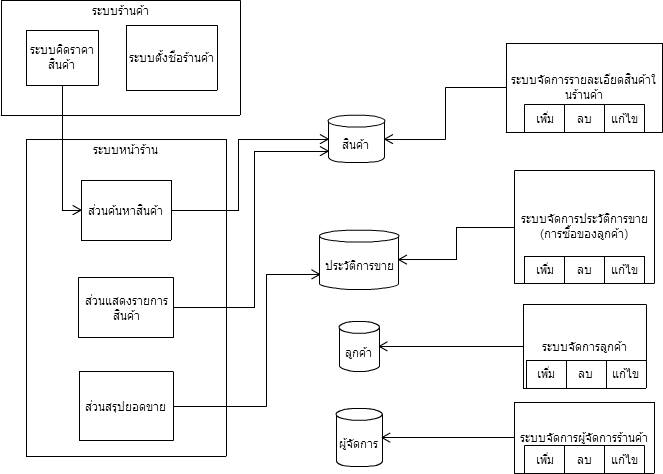 ระบบร้านค้า
ระบบคิดราคา
สินค้า
ระบบตั้งชื่อร้านค้า
ระบบหน้าร้าน
ส่วนค้นหาสินค้า
ส่วนแสดงรายการ
สินค้า
ส่วนสรุปยอดขาย
สินค้า
ประวัติการขาย
ลูกค้า
ผู้จัดการ
ระบบจัดการรายละเอียดสินค้าใ
นร้านค้า
เพิ่ม ลบ แก้ไข
ระบบจัดการประวัติการขาย
(การซื้อของลูกค้า)
เพิ่ม ลบ แก้ไข
ระบบจัดการลูกค้า
เพิ่ม ลบ แก้ไข
ระบบจัดการผู้จัดการร้านค้า
เพิ่ม ลบ แก้ไข